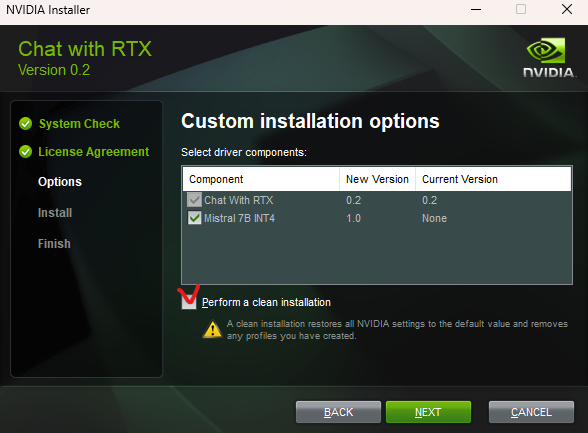 NVIDIA Installer
Chat with RTX
Version 0.2
NVIDIA.
System Check
License Agreement
Options
Install
Finish
Custom installation options
Select driver components:
Component New Version Current Version
Chat With RTX 0.2 0.2
Mistral 7B INT4 1.0 None
Perform a clean installation
A clean installation restores all NVIDIA settings to the default value and removes
any profiles you have created.
BACK NEXT CANCEL